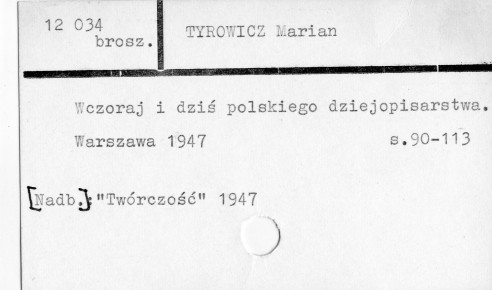 12 034
brosz.
TYROWICZ Marian
Wczoraj i dziś polskiego dziejopisarstwa.
Warszawa 1947 s.90-113
[Nadb.]:"Twórczość" 1947